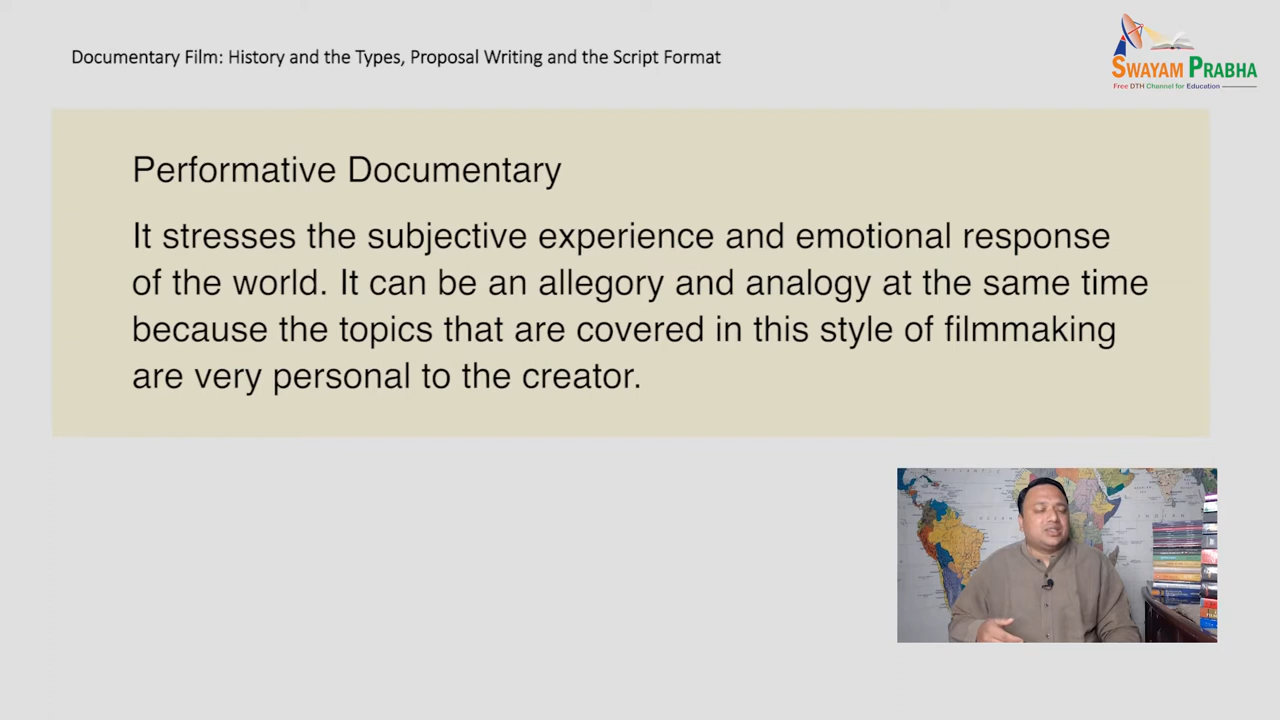 Documentary Film: History and the Types, Proposal Writing and the Script Format
SWAYAM PRABHA
Free DTH Channel for Education
Performative Documentary
It stresses the subjective experience and emotional response
of the world. It can be an allegory and analogy at the same time
because the topics that are covered in this style of filmmaking
are very personal to the creator.